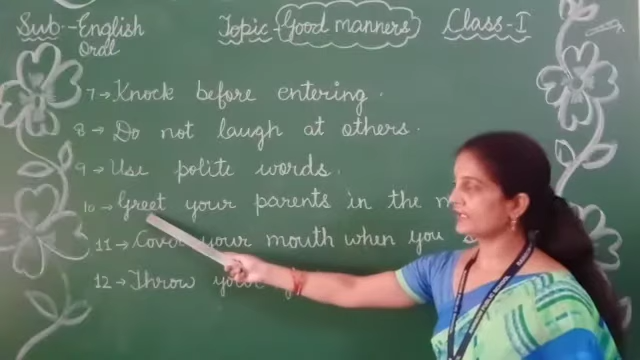 Sub:- English Topic - Good manners Class-I
Oral
7→ Knock before entering.
8→ Do not laugh at others.
9→ Use polite words.
10→ Greet your parents in the
11→ Cover your mouth when you
12→ Throw your